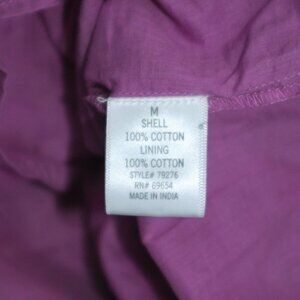 M
SHELL
100% COTTON
LINING
100% COTTON
STYLE# 79276
RN# 69654
MADE IN INDIA